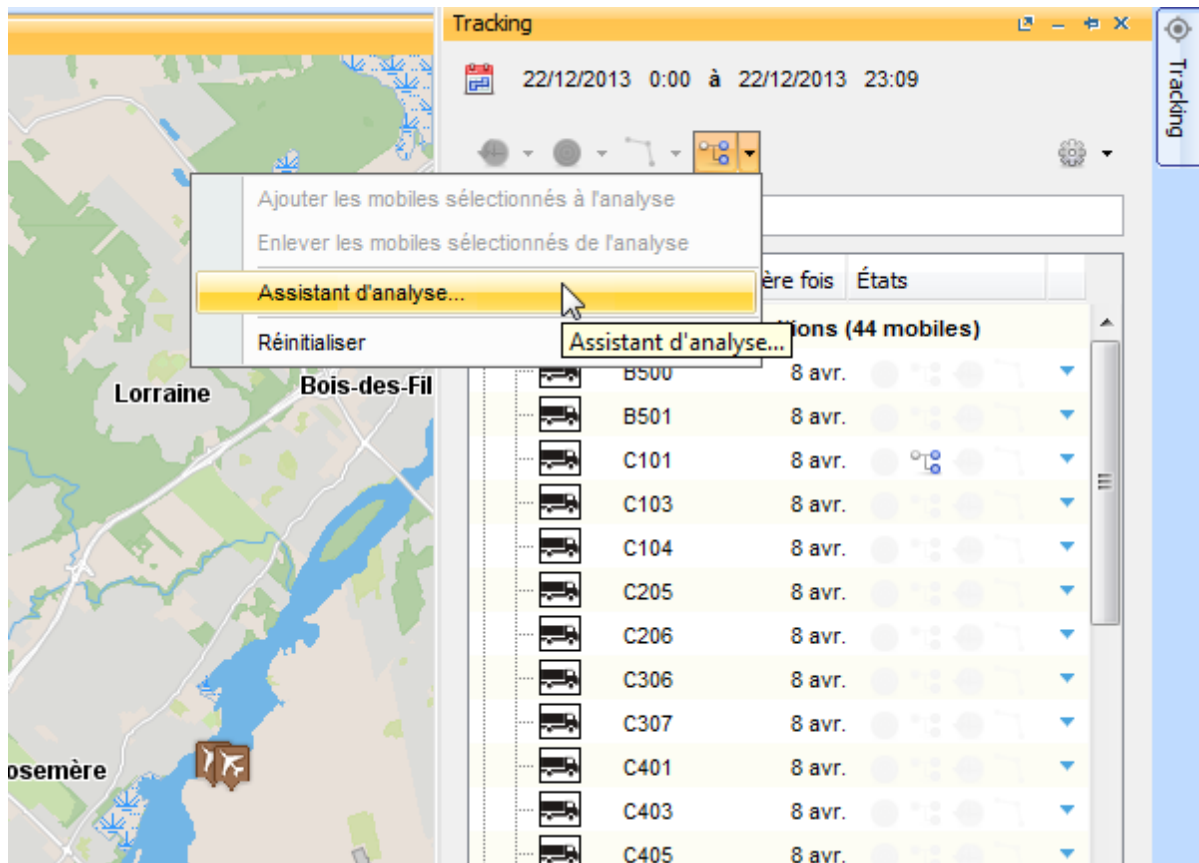 Tracking
Tracking
22/12/2013 0:00 à 22/12/2013 23:09
Ajouter les mobiles sélectionnés à l'analyse
Enlever les mobiles sélectionnés de l'analyse
Assistant d'analyse...
Réinitialiser
Assistant d'analyse...
ère fois États
(44 mobiles)
B500 8 avr.
B501 8 avr.
C101 8 avr.
C103 8 avr.
C104 8 avr.
C205 8 avr.
C206 8 avr.
C306 8 avr.
C307 8 avr.
C401 8 avr.
C403 8 avr.
C405 8 avr.
Lorraine
Bois-des-Fil
osemère